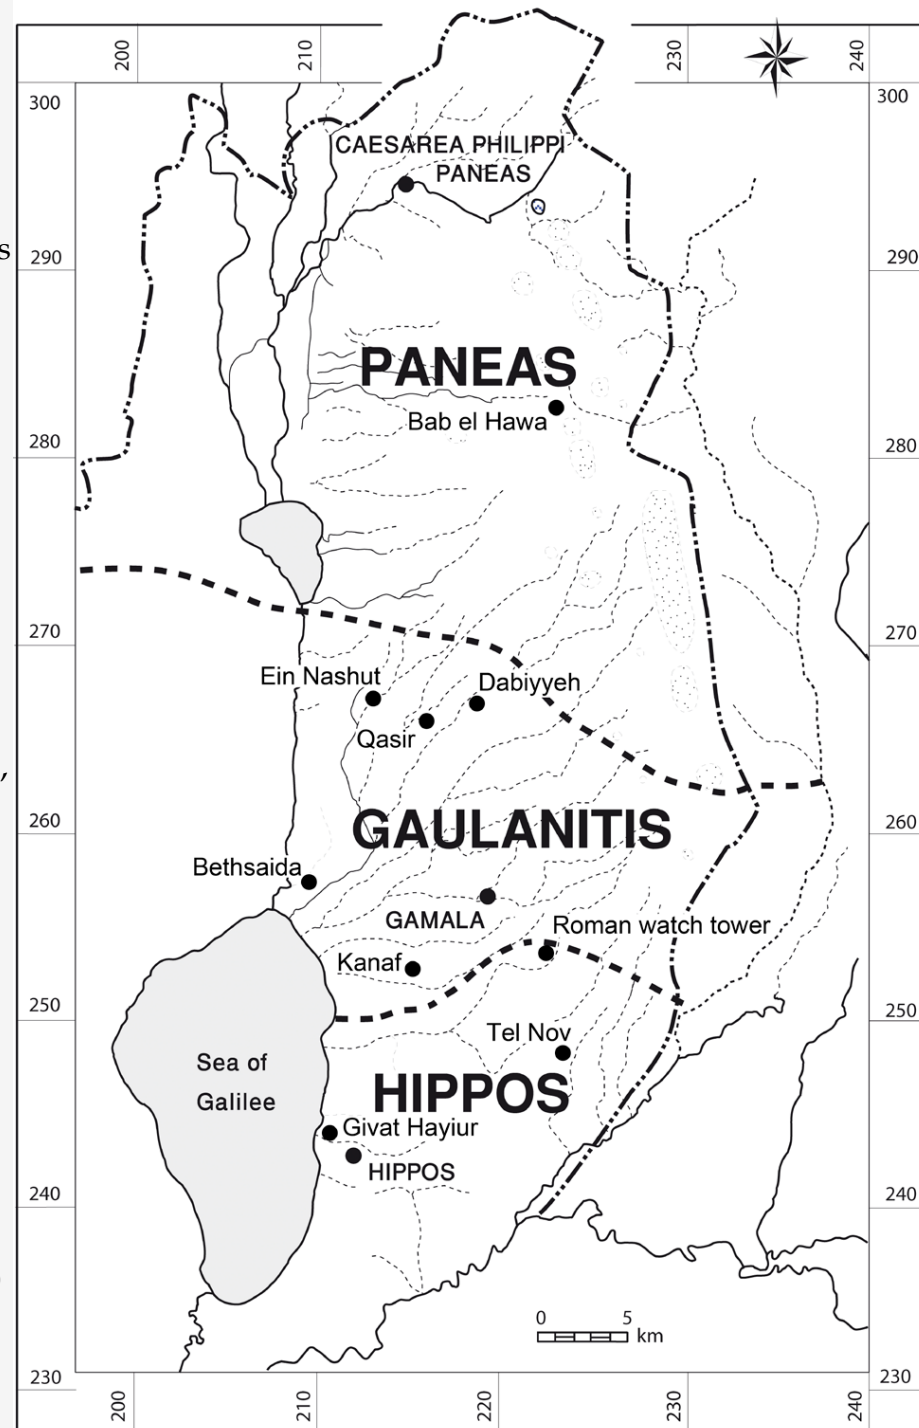 200
210
230
240
300
300
CAESAREA PHILIPPI
PANEAS
s
290
290
PANEAS
Bab el Hawa
280
280
270
270
Ein Nashut
Dabiyyeh
Qasir
,
260
260
GAULANITIS
Bethsaida
GAMALA
Roman watch tower
Kanaf
250
250
Tel Nov
Sea of
Galilee
HIPPOS
Givat Hayiur
HIPPOS
240
240
0 5
km
230
230
200
210
220
230
240